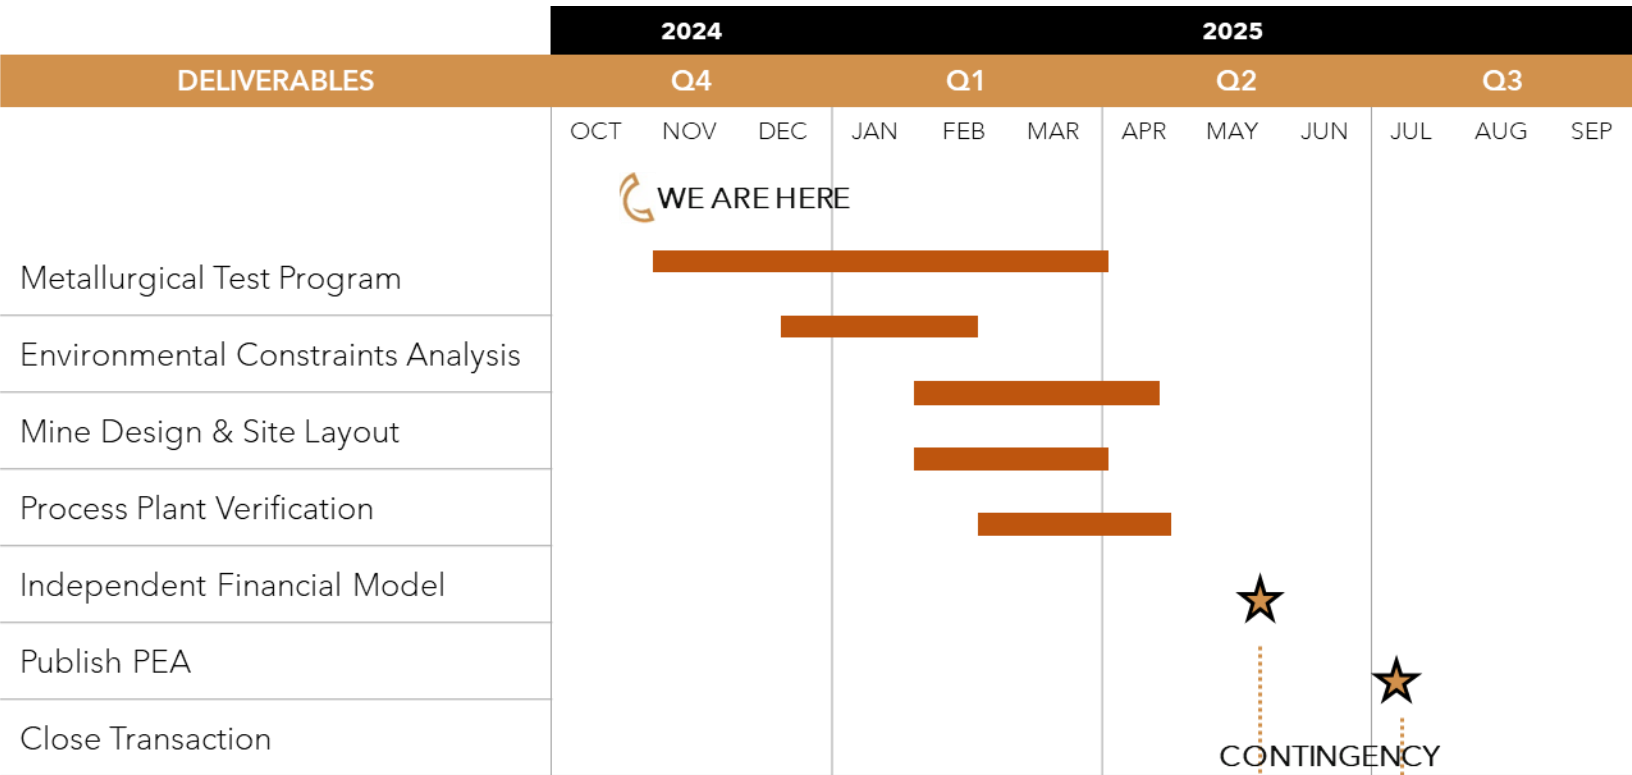 2024 2025
DELIVERABLES Q4 Q1 Q2 Q3
OCT NOV DEC JAN FEB MAR APR MAY JUN JUL AUG SEP
WE ARE HERE
Metallurgical Test Program
Environmental Constraints Analysis
Mine Design & Site Layout
Process Plant Verification
Independent Financial Model
Publish PEA
Close Transaction
CONTINGENCY